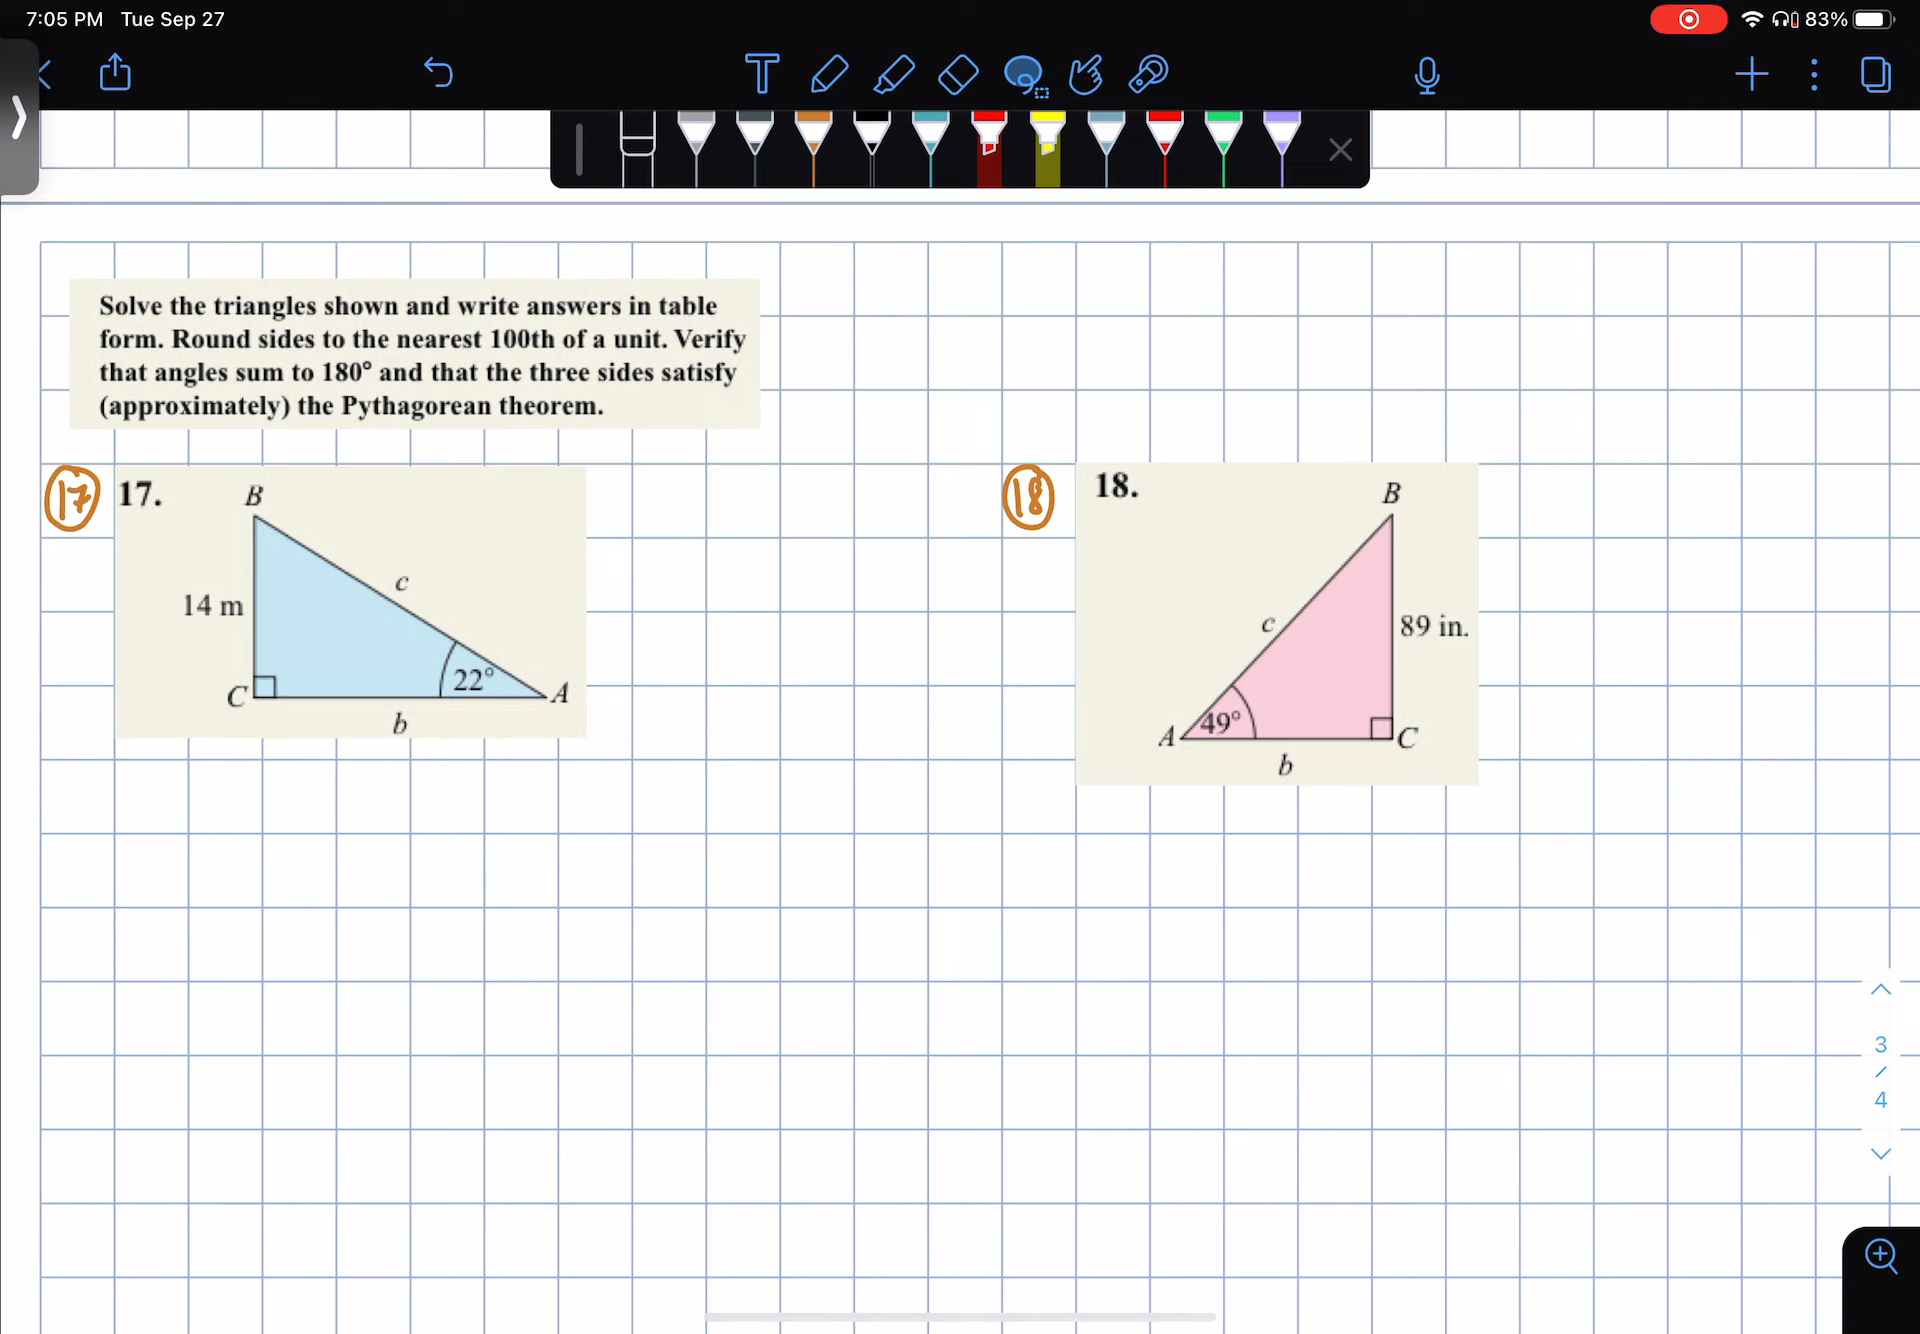 7:05 PM Tue Sep 27
83%
T
Solve the triangles shown and write answers in table
form. Round sides to the nearest 100th of a unit. Verify
that angles sum to 180° and that the three sides satisfy
(approximately) the Pythagorean theorem.
17 17. B
c
14 m
22°
C A
b
18 18. B
c
89 in.
49°
A C
b
3
/
4